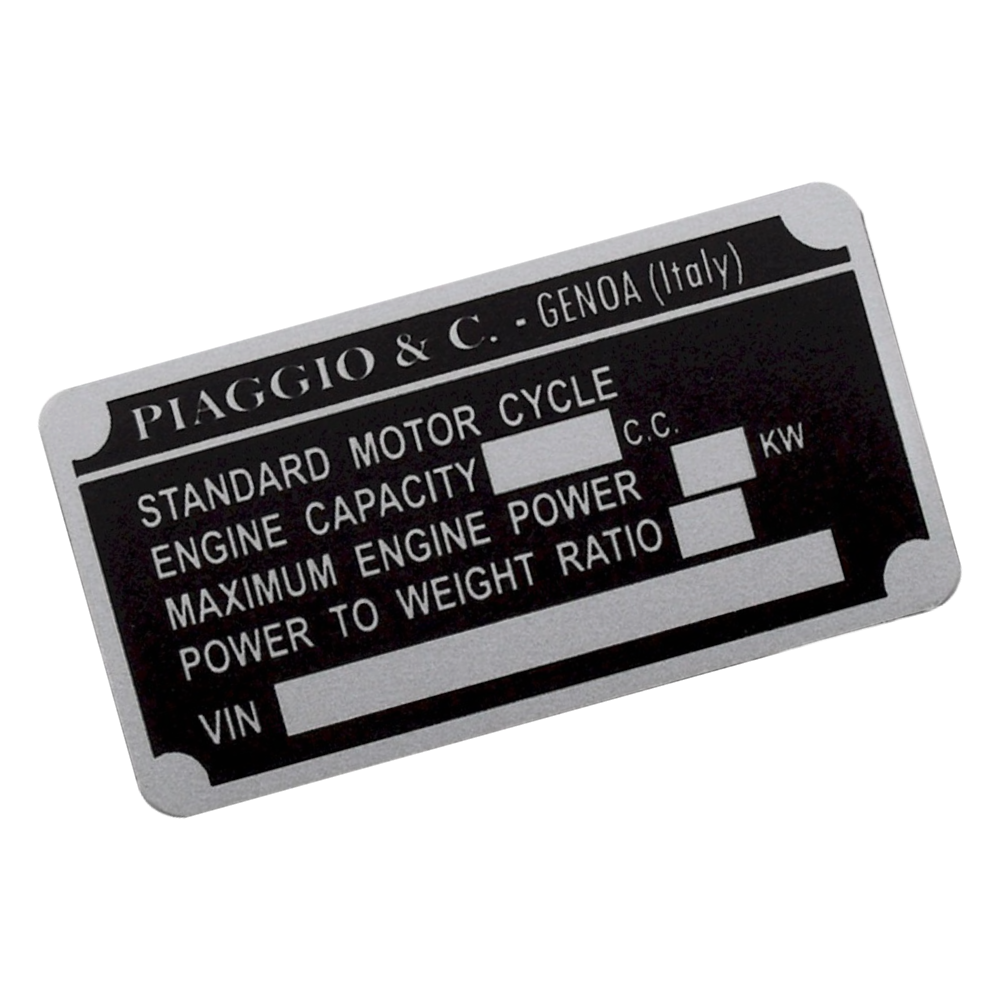 PIAGGIO & C. - GENOA (Italy)
STANDARD MOTOR CYCLE
ENGINE CAPACITY C.C.
MAXIMUM ENGINE POWER KW
POWER TO WEIGHT RATIO
VIN